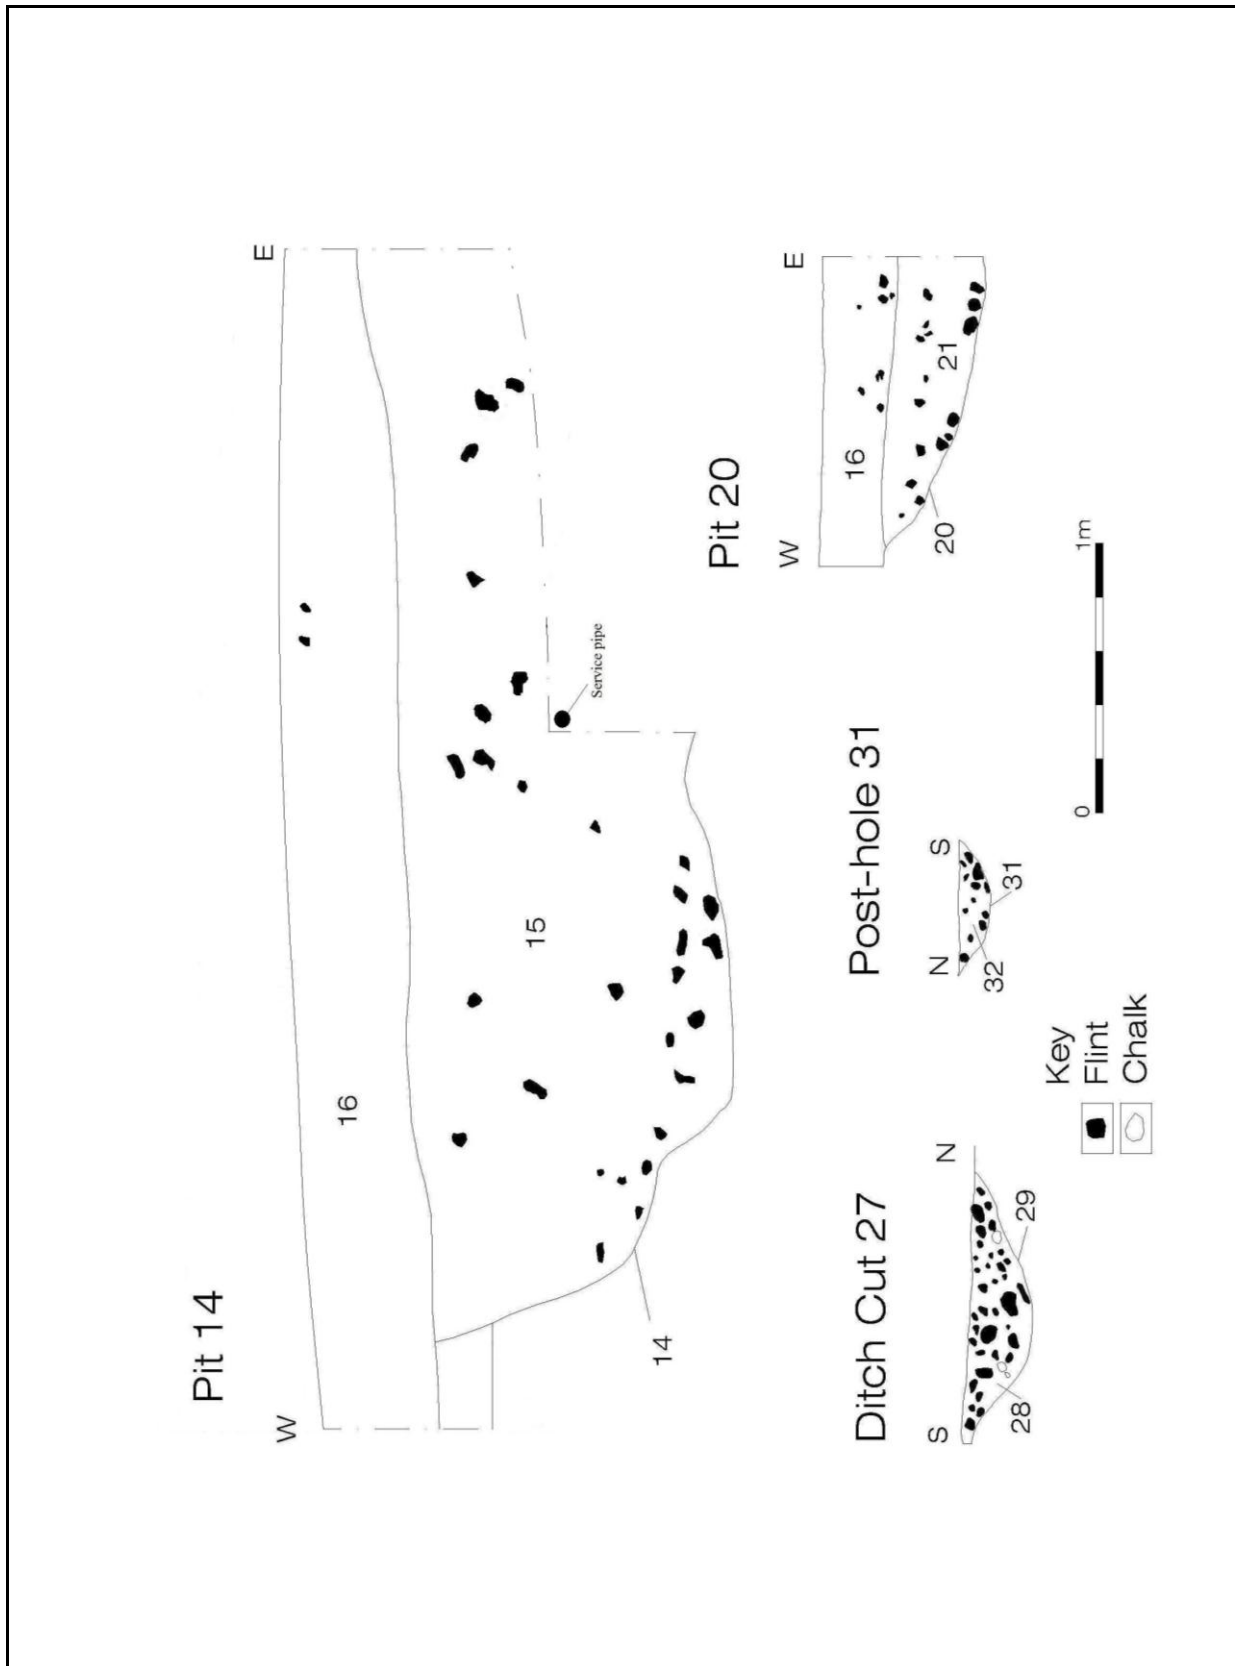 Pit 14
W
E
16
15
14
Service pipe
Pit 20
W
E
16
21
20
Ditch Cut 27
S
N
28
29
Post-hole 31
N
S
32
31
Key
Flint
Chalk
0
1m